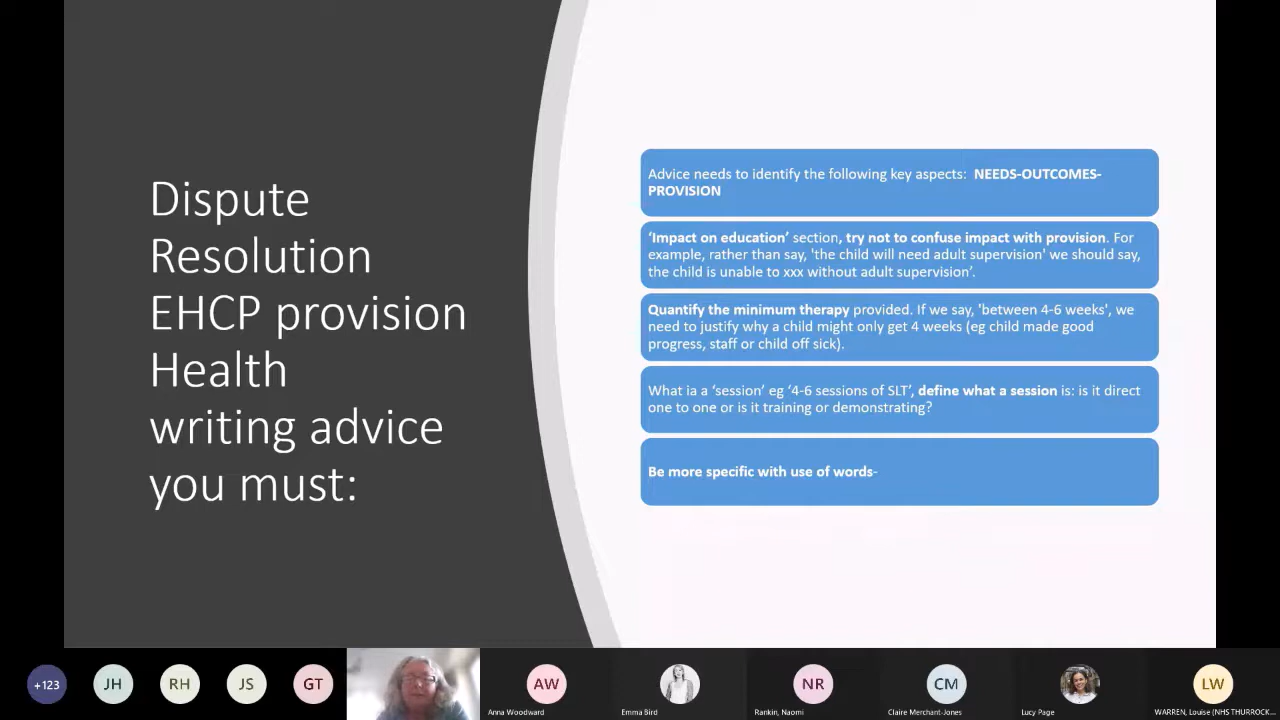 Dispute
Resolution
EHCP provision
Health
writing advice
you must:
Advice needs to identify the following key aspects:  NEEDS-OUTCOMES-
PROVISION
‘Impact on education’ section, try not to confuse impact with provision. For
example, rather than say, 'the child will need adult supervision' we should say,
the child is unable to xxx without adult supervision’.
Quantify the minimum therapy provided. If we say, 'between 4-6 weeks', we
need to justify why a child might only get 4 weeks (eg child made good
progress, staff or child off sick).
What ia a ‘session’ eg ‘4-6 sessions of SLT’, define what a session is: is it direct
one to one or is it training or demonstrating?
Be more specific with use of words-
+123
JH
RH
JS
GT
AW
Anna Woodward
Emma Bird
NR
Rankin, Naomi
CM
Claire Merchant-Jones
Lucy Page
LW
WARREN, Louise (NHS THURROCK...